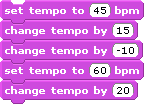 set tempo to 45 bpm
change tempo by 15
change tempo by -10
set tempo to 60 bpm
change tempo by 20